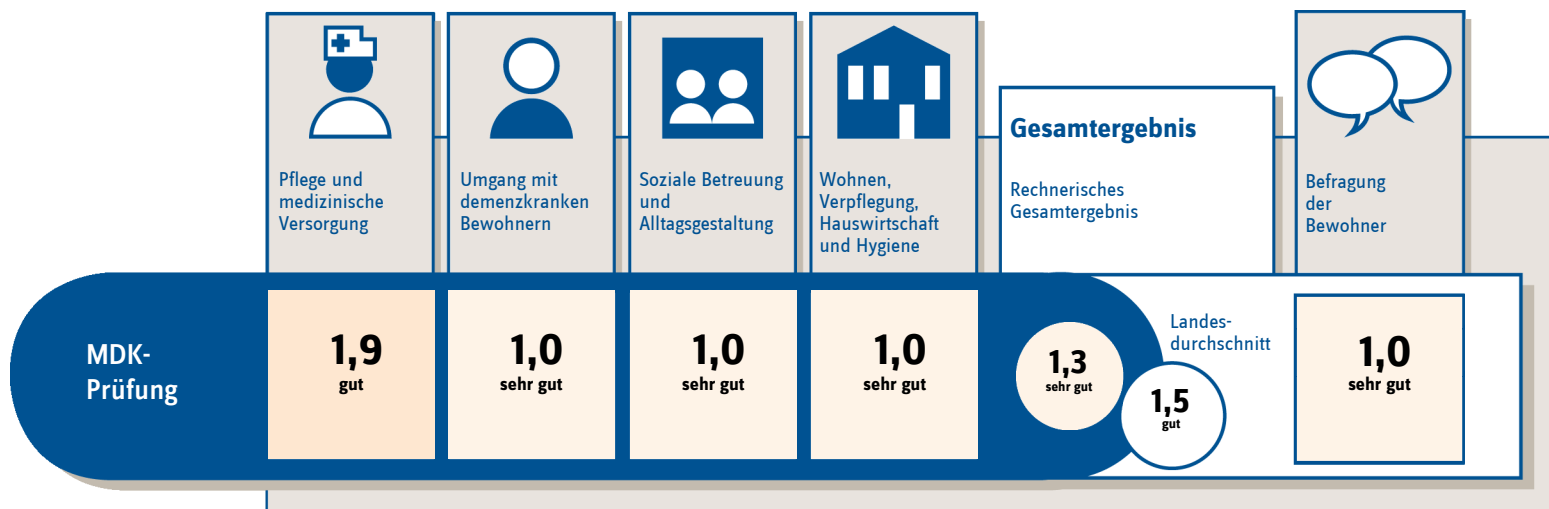 Pflege und
medizinische
Versorgung
Umgang mit
demenzkranken
Bewohnern
Soziale Betreuung
und
Alltagsgestaltung
Wohnen,
Verpflegung,
Hauswirtschaft
und Hygiene
Gesamtergebnis
Rechnerisches
Gesamtergebnis
Befragung
der
Bewohner
MDK-
Prüfung
1,9
gut
1,0
sehr gut
1,0
sehr gut
1,0
sehr gut
1,3
sehr gut
Landes-
durchschnitt
1,5
gut
1,0
sehr gut